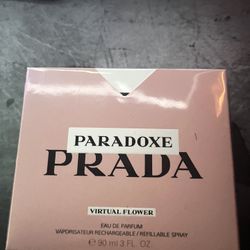 PARADOXE
PRADA
VIRTUAL FLOWER
EAU DE PARFUM
VAPORISATEUR RECHARGEABLE / REFILLABLE SPRAY
℮ 90 ml 3 FL. OZ.